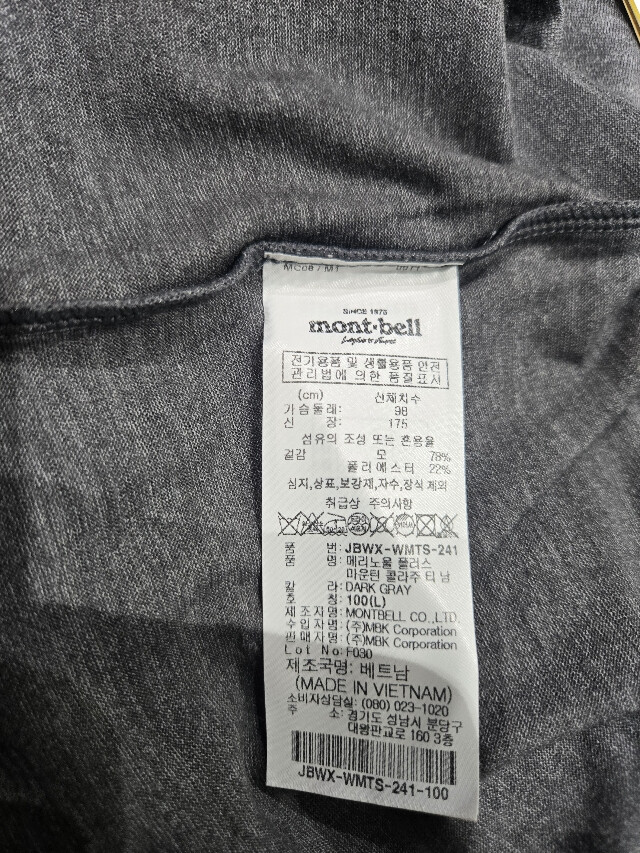 MC08 / MT 0077
SINCE 1975
mont·bell
전기용품 및 생활용품 안전
관리법에 의한 품질표시
(cm) 신체치수
가슴둘레: 98
신 장: 175
섬유의 조성 또는 혼용율
겉감 모 78%
폴리에스터 22%
심지,상표,보강재,자수,장식 제외
취급상 주의사항
품 번: JBWX-WMTS-241
품 명: 메리노울 플러스
마운틴 콜라주 티 남
칼 라: DARK GRAY
호 칭: 100(L)
제 조 자 명: MONTBELL CO.,LTD.
수 입 자 명: (주)MBK Corporation
판 매 자 명: (주)MBK Corporation
Lot No: F030
제조국명: 베트남
(MADE IN VIETNAM)
소비자상담실: (080) 023-1020
주 소: 경기도 성남시 분당구
대왕판교로 160 3층
JBWX-WMTS-241-100